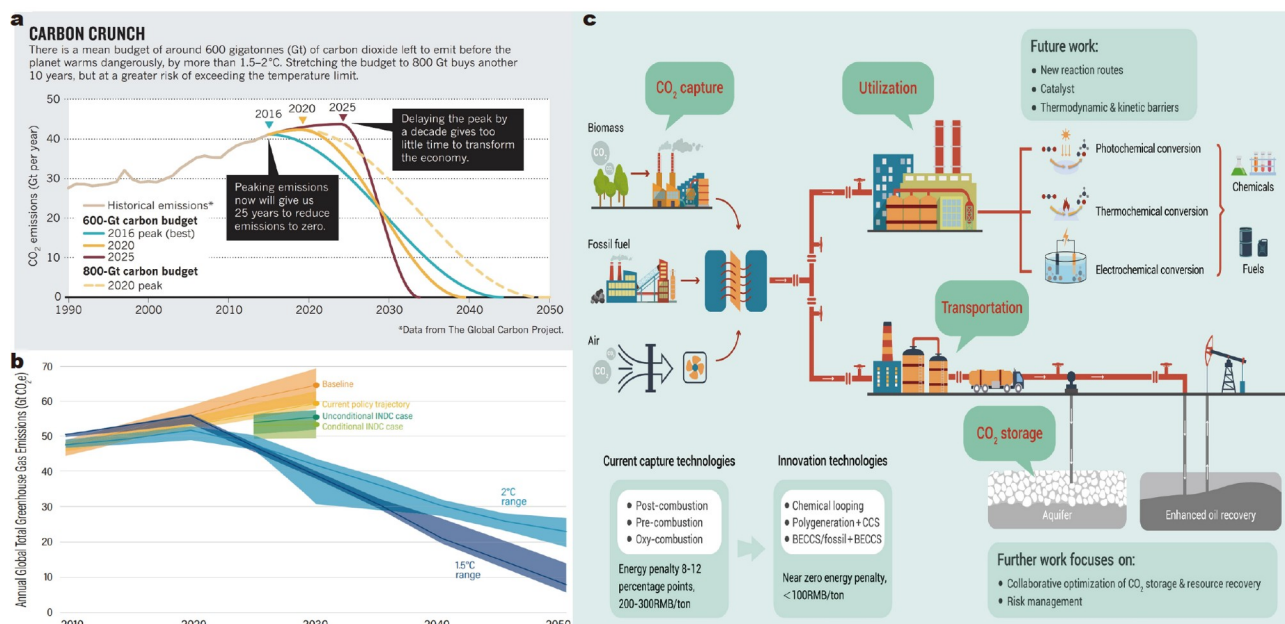 a
CARBON CRUNCH
There is a mean budget of around 600 gigatonnes (Gt) of carbon dioxide left to emit before the
planet warms dangerously, by more than 1.5–2°C. Stretching the budget to 800 Gt buys another
10 years, but at a greater risk of exceeding the temperature limit.
CO₂ emissions (Gt per year)
50
40
30
20
10
0
1990
2000
2010
2020
2030
2040
2050
2016
2020
2025
Delaying the peak by
a decade gives too
little time to transform
the economy.
Peaking emissions
now will give us
25 years to reduce
emissions to zero.
Historical emissions*
600-Gt carbon budget
2016 peak (best)
2020
2025
800-Gt carbon budget
2020 peak
*Data from The Global Carbon Project.
b
Annual Global Total Greenhouse Gas Emissions (Gt CO₂e)
70
60
50
40
30
20
10
0
2010
2020
2030
2040
2050
Baseline
Current policy trajectory
Unconditional INDC case
Conditional INDC case
2°C
range
1.5°C
range
c
CO₂ capture
Biomass
CO₂
Fossil fuel
Air
CO₂
CO₂
Utilization
Future work:
• New reaction routes
• Catalyst
• Thermodynamic & kinetic barriers
Photochemical conversion
Thermochemical conversion
Electrochemical conversion
Chemicals
Fuels
Transportation
CO₂ storage
Aquifer
Enhanced oil recovery
Current capture technologies
• Post-combustion
• Pre-combustion
• Oxy-combustion
Energy penalty 8-12
percentage points,
200-300RMB/ton
Innovation technologies
• Chemical looping
• Polygeneration+CCS
• BECCS/fossil+BECCS
Near zero energy penalty,
<100RMB/ton
Further work focuses on:
• Collaborative optimization of CO₂ storage & resource recovery
• Risk management